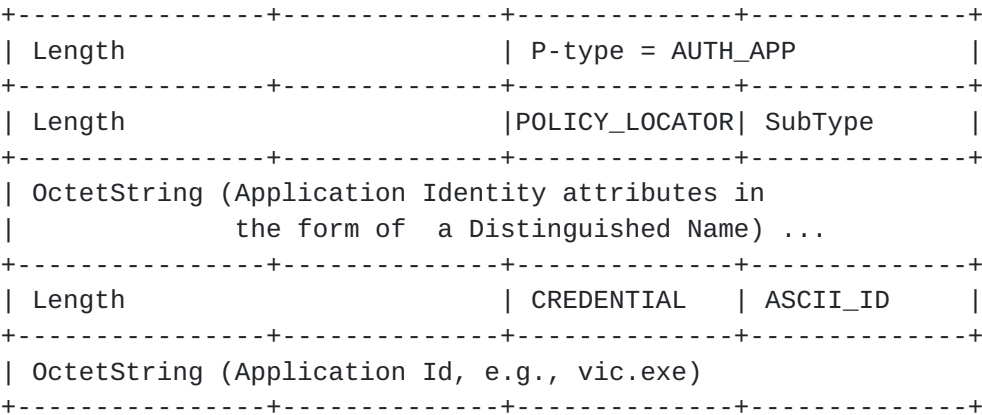 +----------------+--------------+--------------+--------------+
| Length | P-type = AUTH_APP |
+----------------+--------------+--------------+--------------+
| Length |POLICY_LOCATOR| SubType |
+----------------+--------------+--------------+--------------+
| OctetString (Application Identity attributes in
| the form of  a Distinguished Name) ...
+----------------+--------------+--------------+--------------+
| Length | CREDENTIAL | ASCII_ID |
+----------------+--------------+--------------+--------------+
| OctetString (Application Id, e.g., vic.exe)
+----------------+--------------+--------------+--------------+